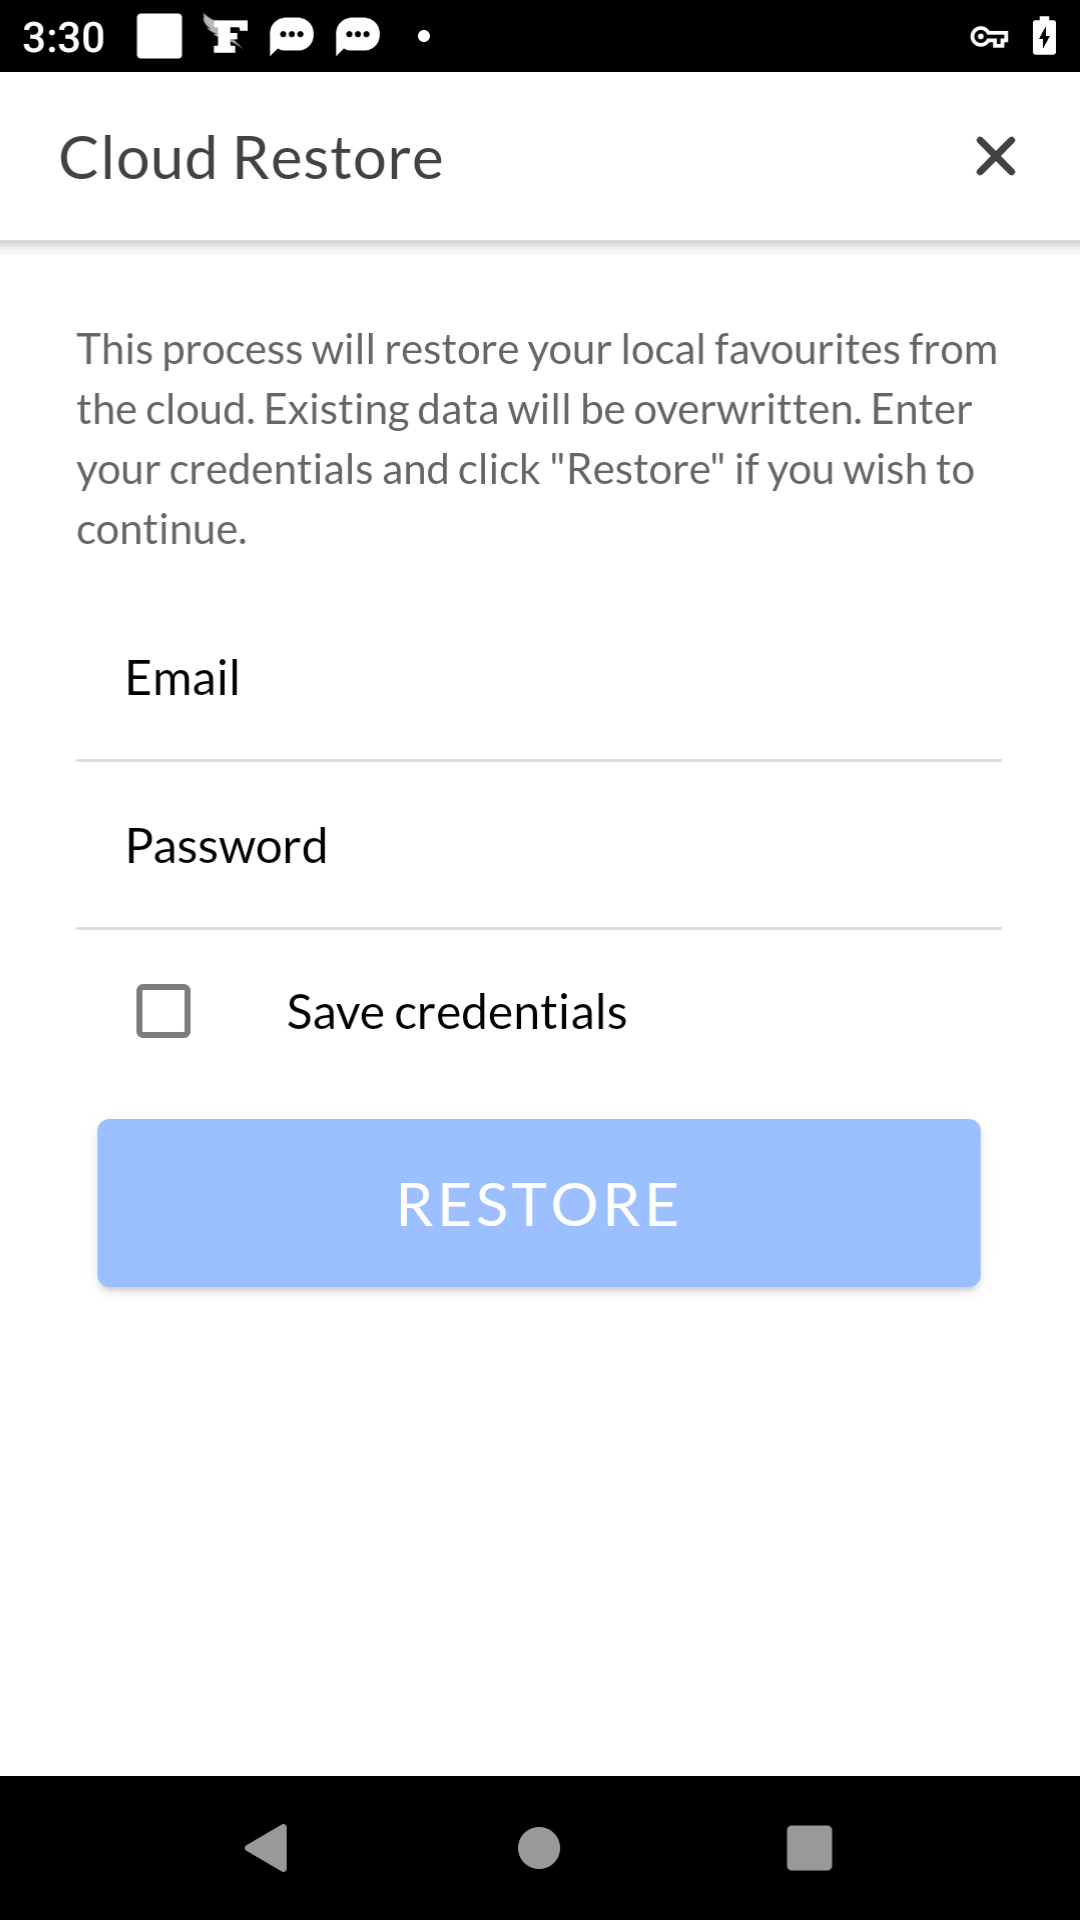 3:30
Cloud Restore
This process will restore your local favourites from
the cloud. Existing data will be overwritten. Enter
your credentials and click "Restore" if you wish to
continue.
Email
Password
Save credentials
RESTORE